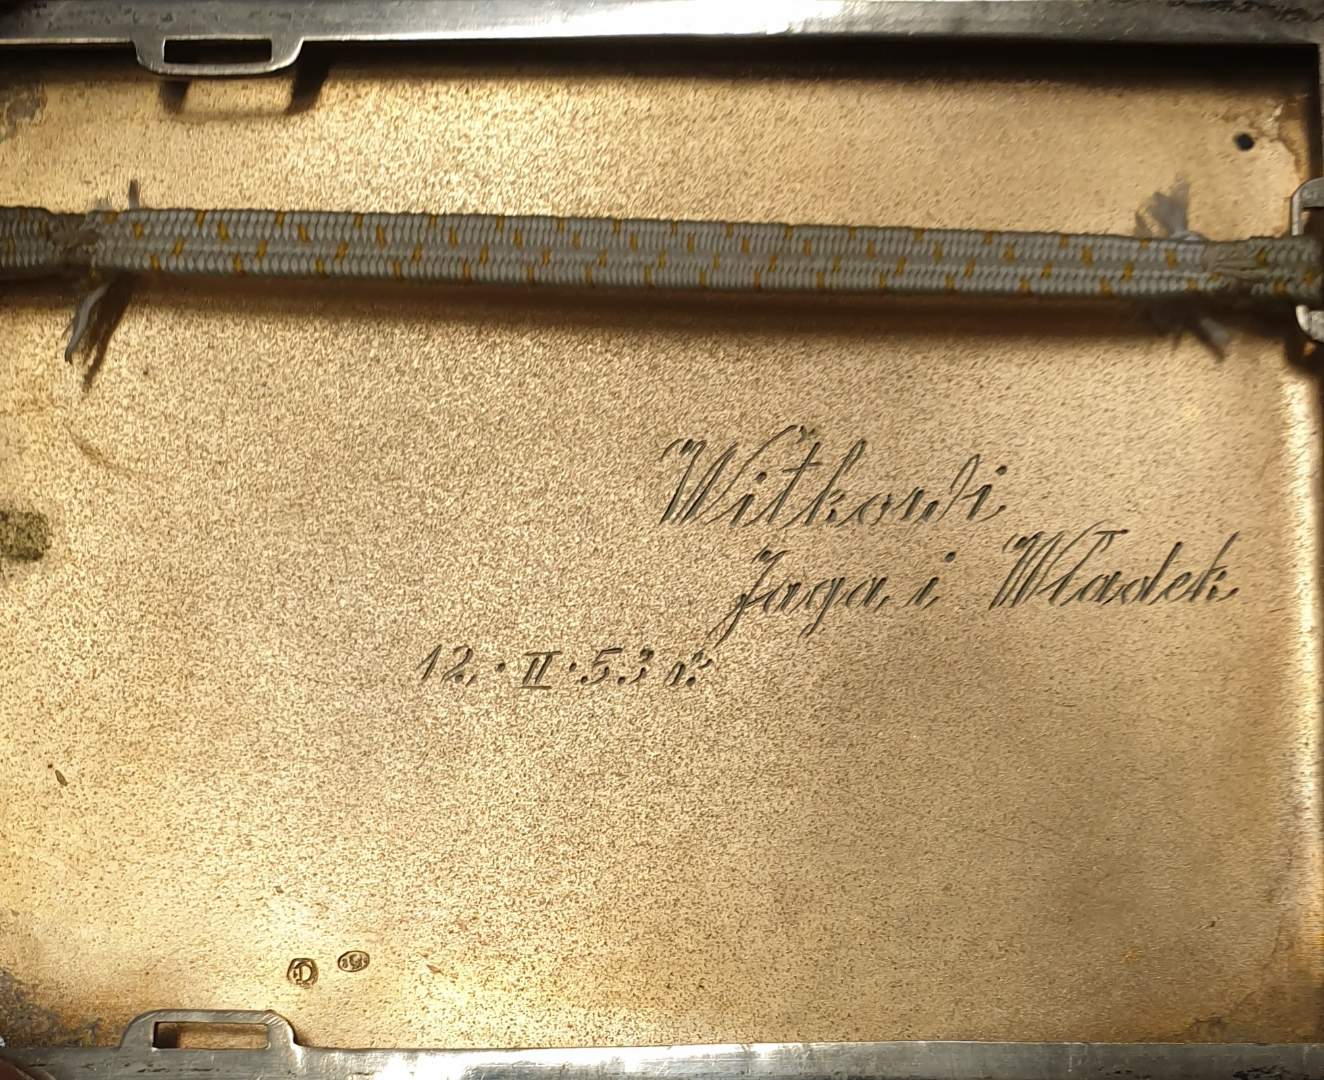 Witkowi
Jaga i Władek
12.·II·53 r.